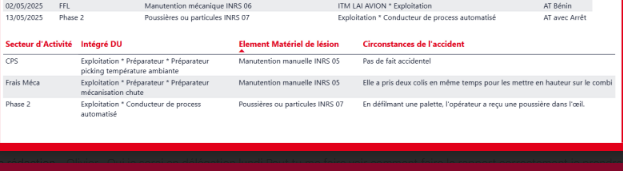 02/05/2025 FFL Manutention mécanique INRS 06 ITM LAI AVION * Exploitation AT Bénin
13/05/2025 Phase 2 Poussières ou particules INRS 07 Exploitation * Conducteur de process automatisé AT avec Arrêt
Secteur d'Activité Intégré DU Element Matériel de lésion Circonstances de l'accident
CPS Exploitation * Préparateur * Préparateur Manutention manuelle INRS 05 Pas de fait accidentel
picking température ambiante
Frais Méca Exploitation * Préparateur * Préparateur Manutention manuelle INRS 05 Elle a pris deux colis en même temps pour les mettre en hauteur sur le combi
mécanisation chute
Phase 2 Exploitation * Conducteur de process Poussières ou particules INRS 07 En défilmant une palette, l'opérateur a reçu une poussière dans l'œil.
automatisé